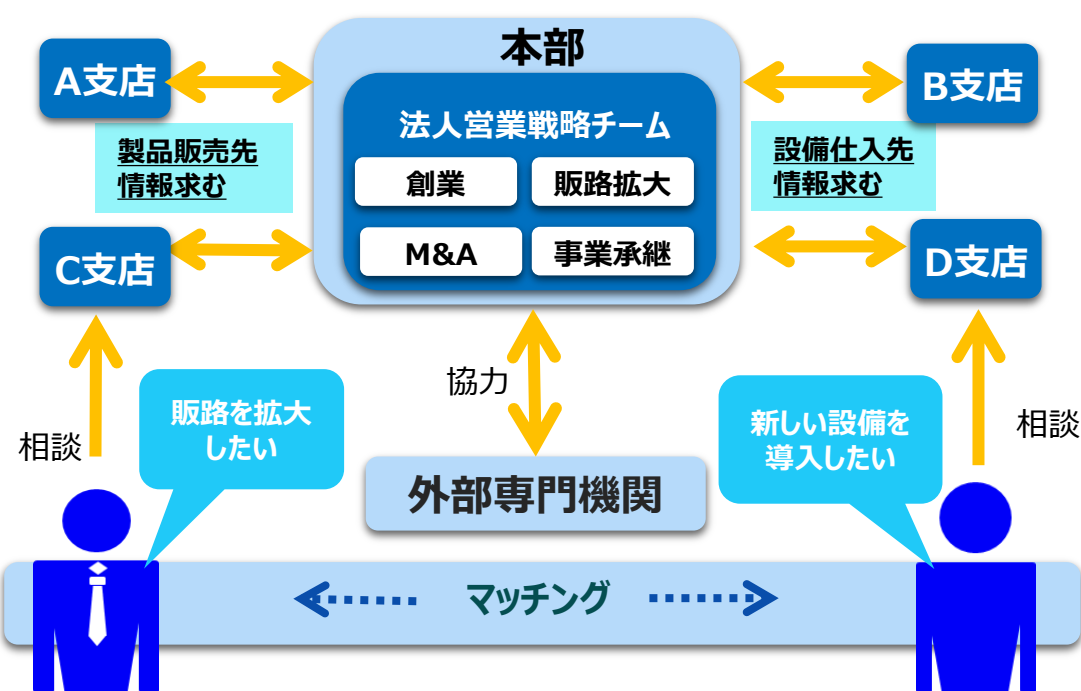 本部
A支店
B支店
法人営業戦略チーム
製品販売先
情報求む
設備仕入先
情報求む
創業
販路拡大
C支店
M&A
事業承継
D支店
協力
販路を拡大
したい
新しい設備を
導入したい
相談
相談
外部専門機関
マッチング